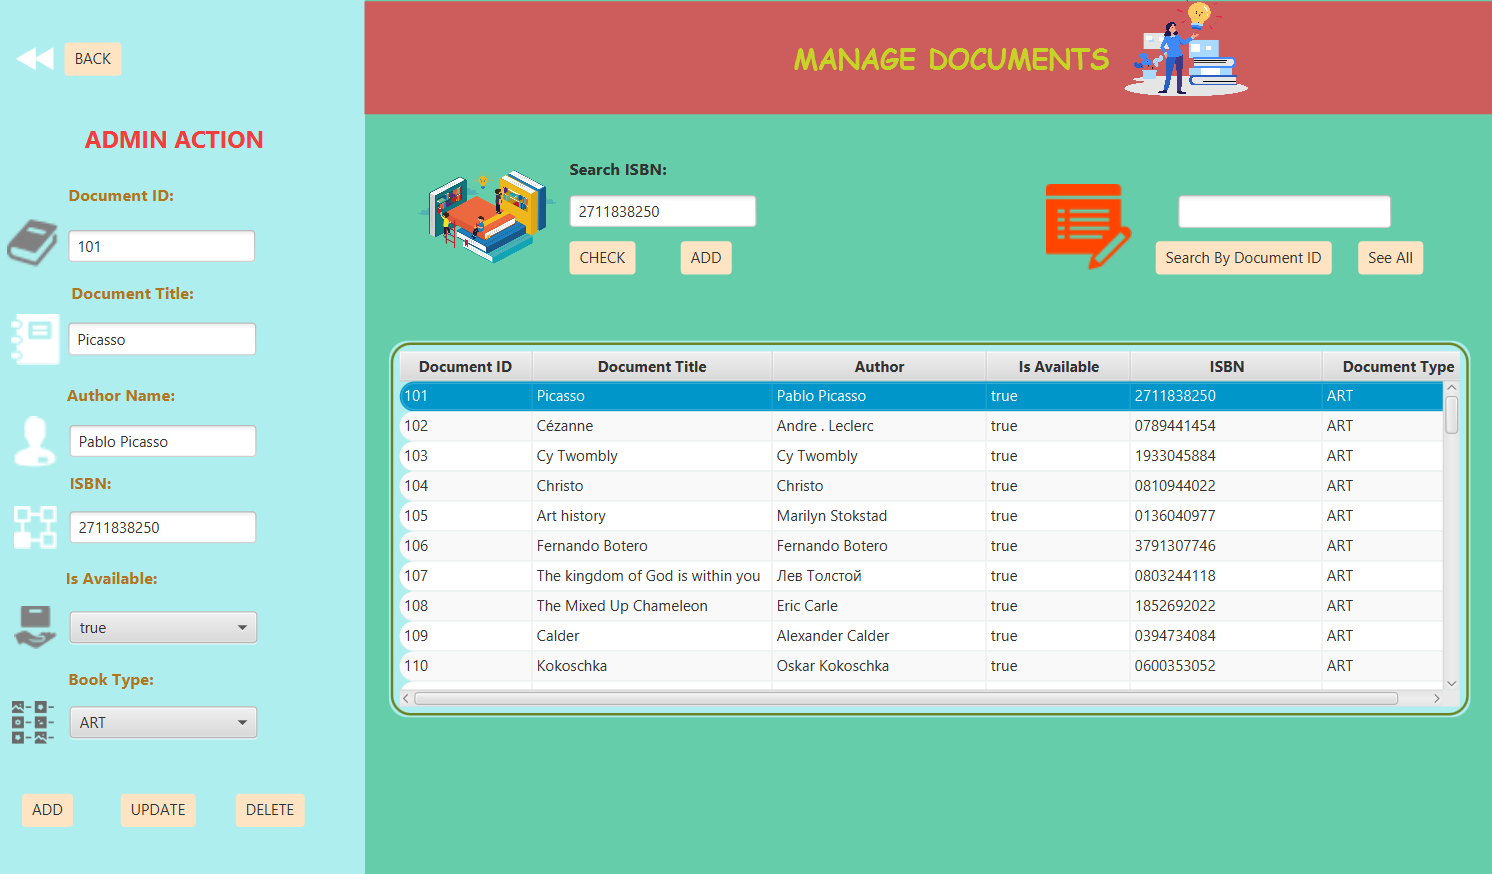 BACK
MANAGE DOCUMENTS
ADMIN ACTION
Document ID:
101
Document Title:
Picasso
Author Name:
Pablo Picasso
ISBN:
2711838250
Is Available:
true
Book Type:
ART
ADD UPDATE DELETE
Search ISBN:
2711838250
CHECK ADD
Search By Document ID See All
Document ID Document Title Author Is Available ISBN Document Type
101 Picasso Pablo Picasso true 2711838250 ART
102 Cézanne Andre . Leclerc true 0789441454 ART
103 Cy Twombly Cy Twombly true 1933045884 ART
104 Christo Christo true 0810944022 ART
105 Art history Marilyn Stokstad true 0136040977 ART
106 Fernando Botero Fernando Botero true 3791307746 ART
107 The kingdom of God is within you Лев Толстой true 0803244118 ART
108 The Mixed Up Chameleon Eric Carle true 1852692022 ART
109 Calder Alexander Calder true 0394734084 ART
110 Kokoschka Oskar Kokoschka true 0600353052 ART